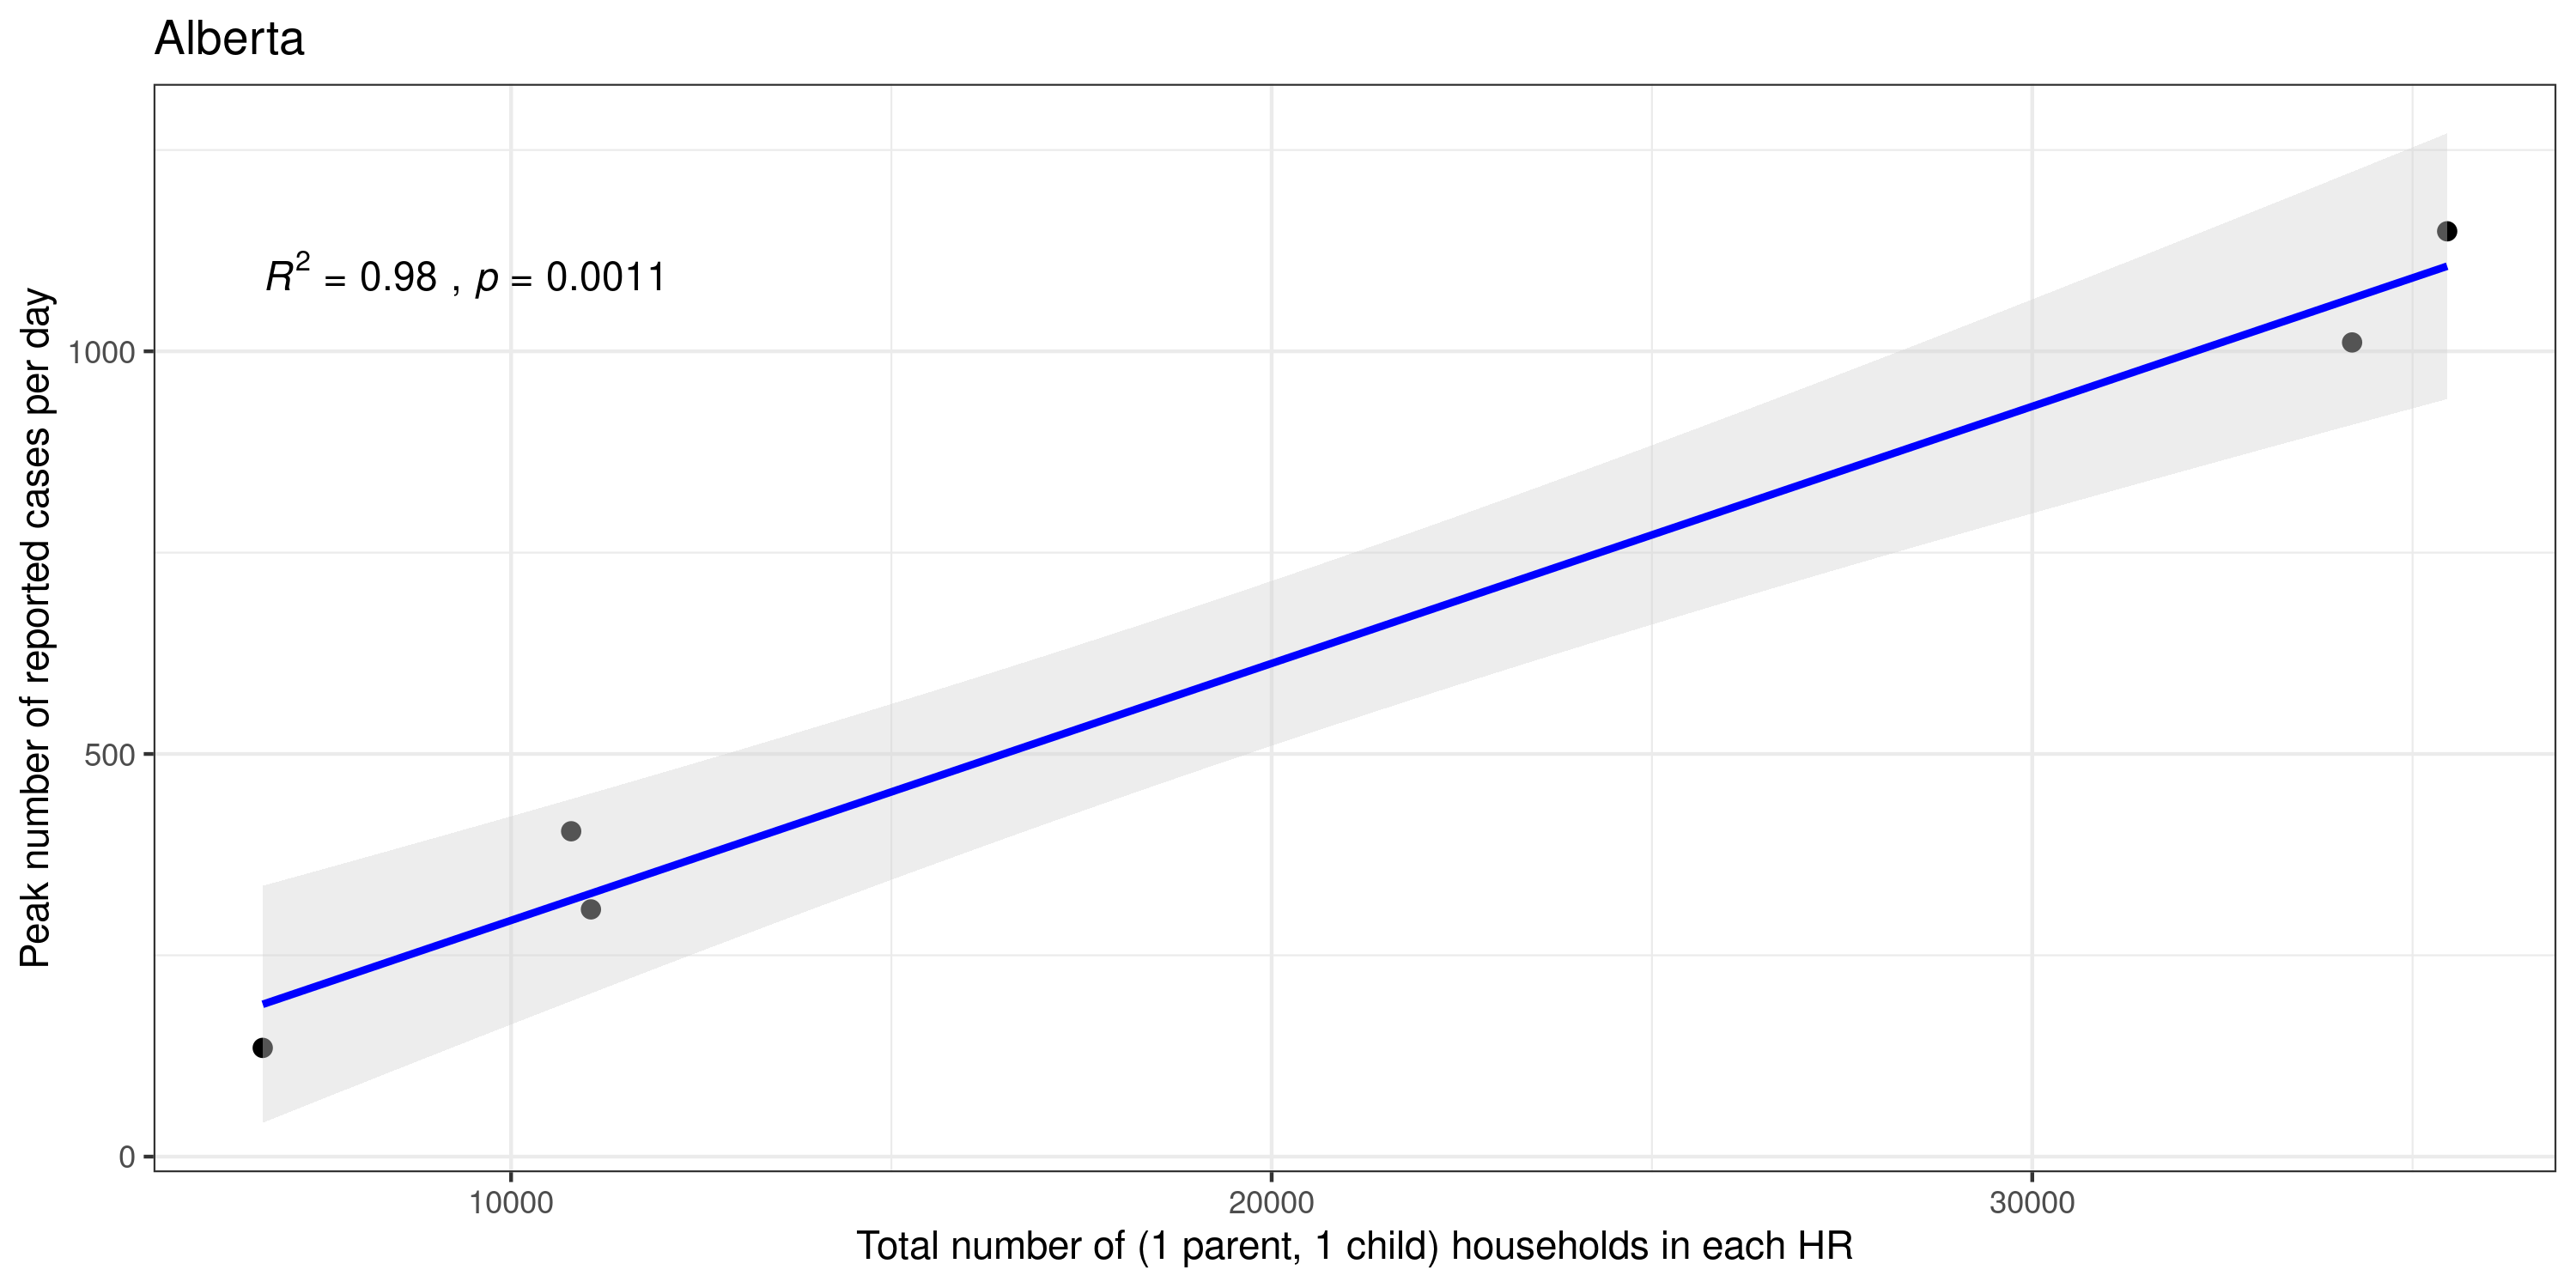 Alberta
R² = 0.98 , p = 0.0011
Peak number of reported cases per day
1000
500
0
10000 20000 30000
Total number of (1 parent, 1 child) households in each HR